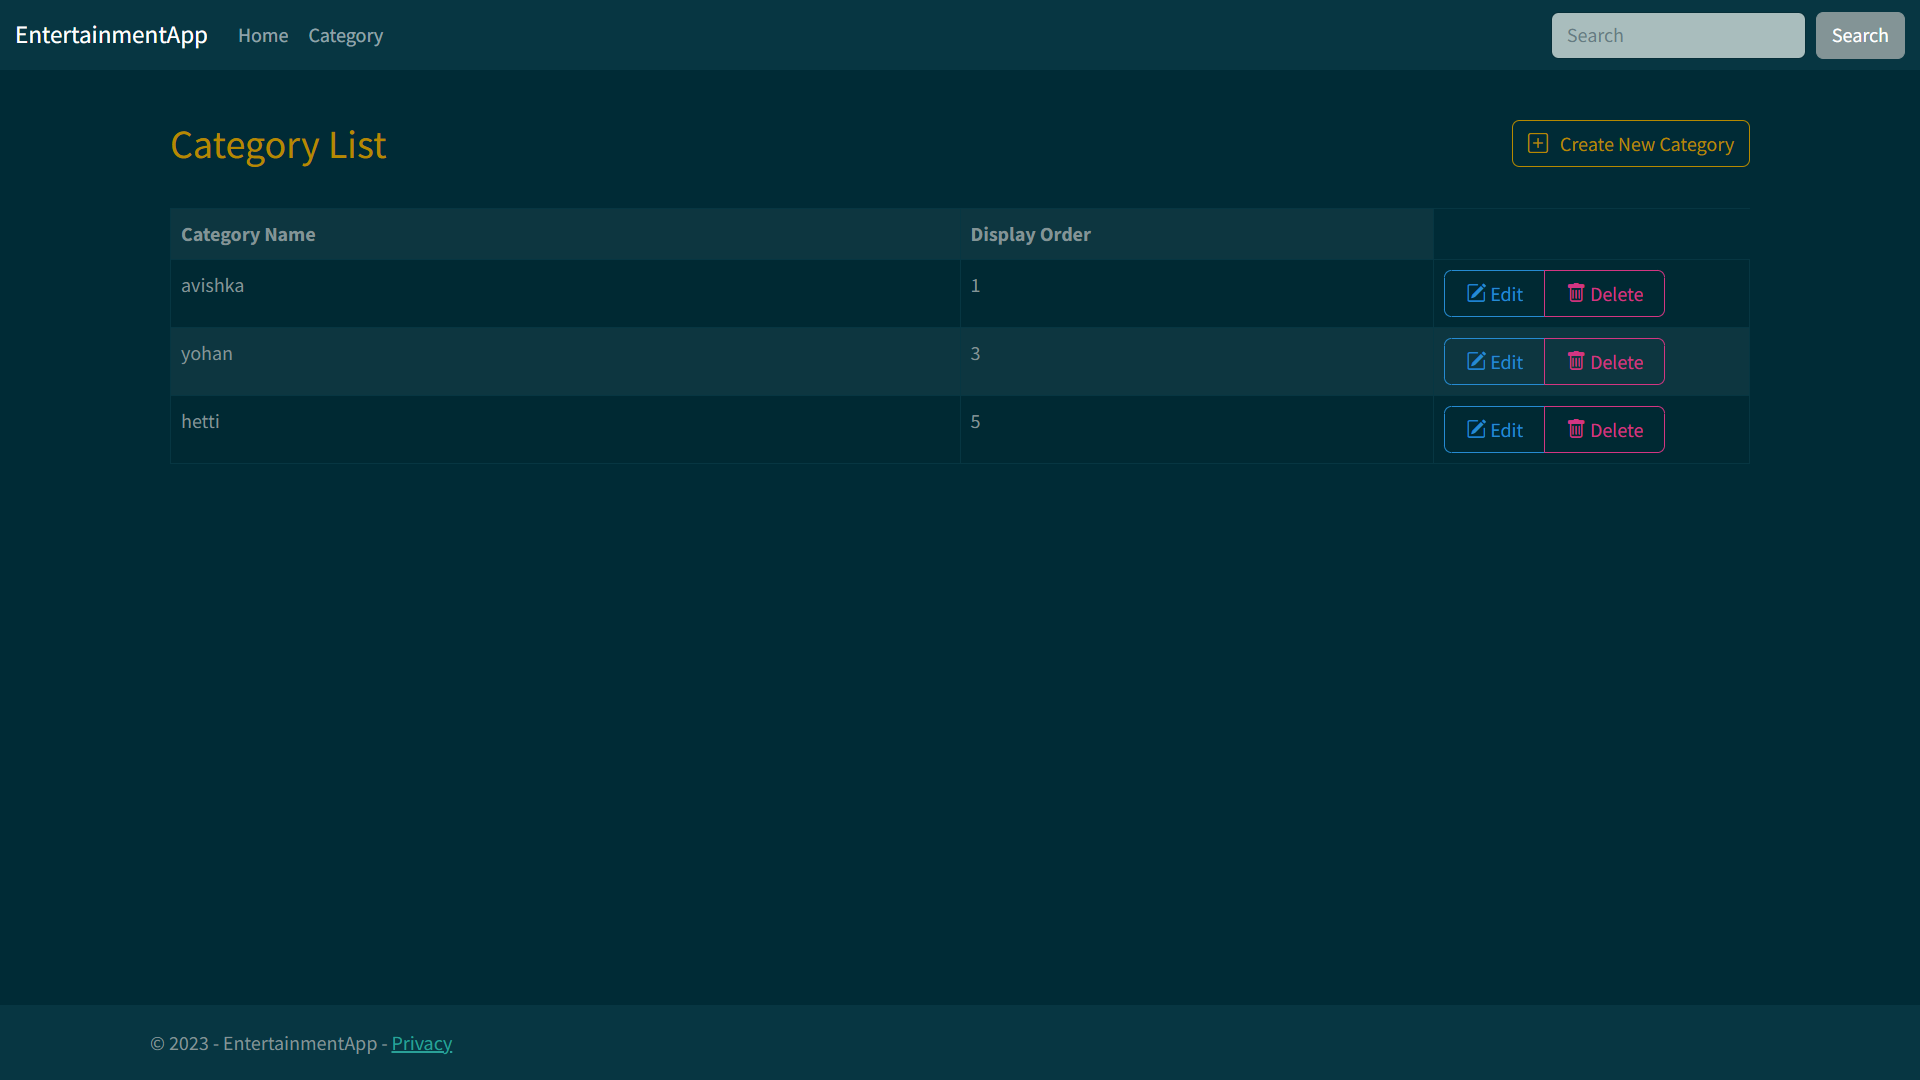 EntertainmentApp Home Category Search Search
Category List Create New Category
Category Name Display Order
avishka 1 Edit Delete
yohan 3 Edit Delete
hetti 5 Edit Delete
© 2023 - EntertainmentApp - Privacy